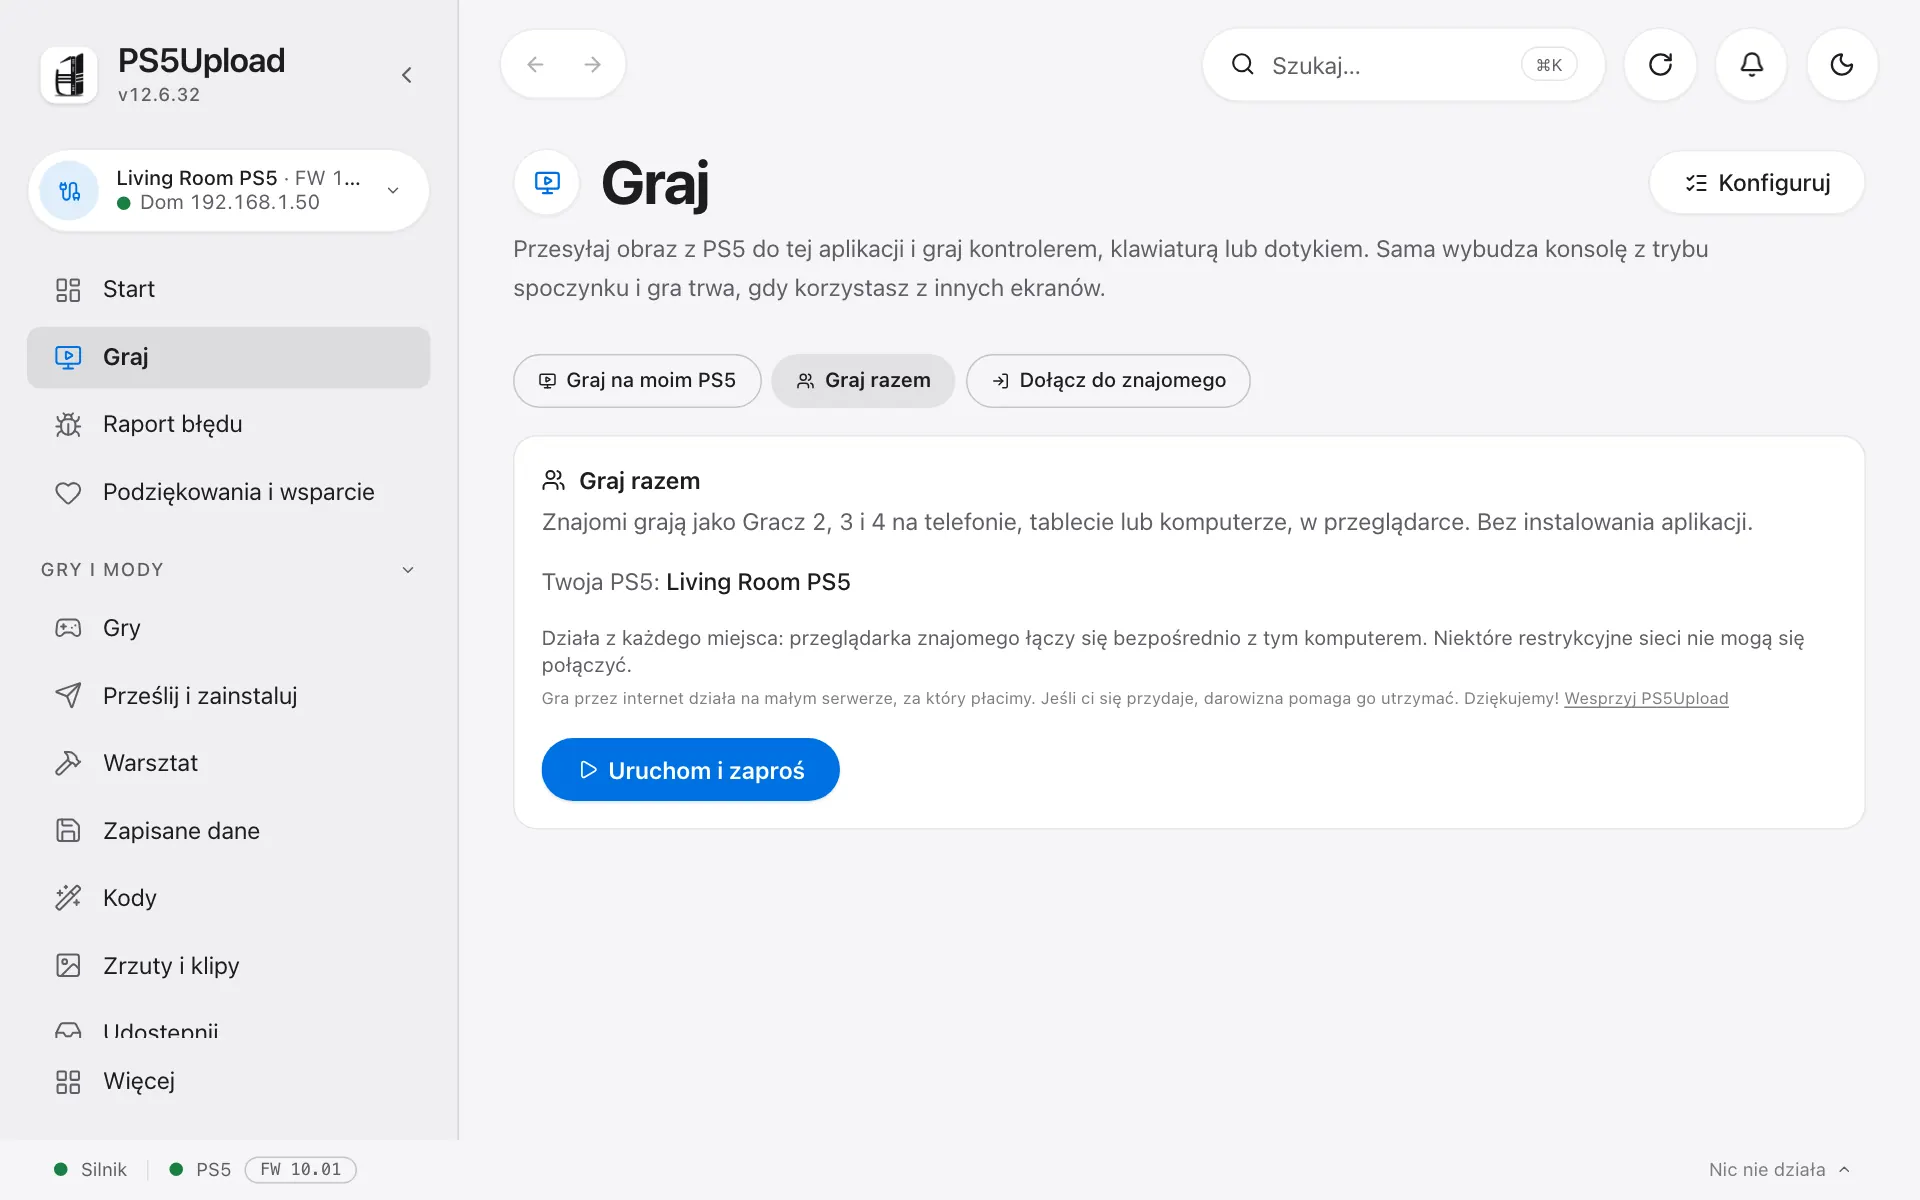 PS5Upload
v12.6.32
Living Room PS5 · FW 1...
Dom 192.168.1.50
Start
Graj
Raport błędu
Podziękowania i wsparcie
GRY I MODY
Gry
Prześlij i zainstaluj
Warsztat
Zapisane dane
Kody
Zrzuty i klipy
Udostępnij
Więcej
Szukaj...
⌘K
Graj
Konfiguruj
Przesyłaj obraz z PS5 do tej aplikacji i graj kontrolerem, klawiaturą lub dotykiem. Sama wybudza konsolę z trybu
spoczynku i gra trwa, gdy korzystasz z innych ekranów.
Graj na moim PS5
Graj razem
Dołącz do znajomego
Graj razem
Znajomi grają jako Gracz 2, 3 i 4 na telefonie, tablecie lub komputerze, w przeglądarce. Bez instalowania aplikacji.
Twoja PS5: Living Room PS5
Działa z każdego miejsca: przeglądarka znajomego łączy się bezpośrednio z tym komputerem. Niektóre restrykcyjne sieci nie mogą się
połączyć.
Gra przez internet działa na małym serwerze, za który płacimy. Jeśli ci się przydaje, darowizna pomaga go utrzymać. Dziękujemy! Wesprzyj PS5Upload
Uruchom i zaproś
Silnik
PS5
FW 10.01
Nic nie działa